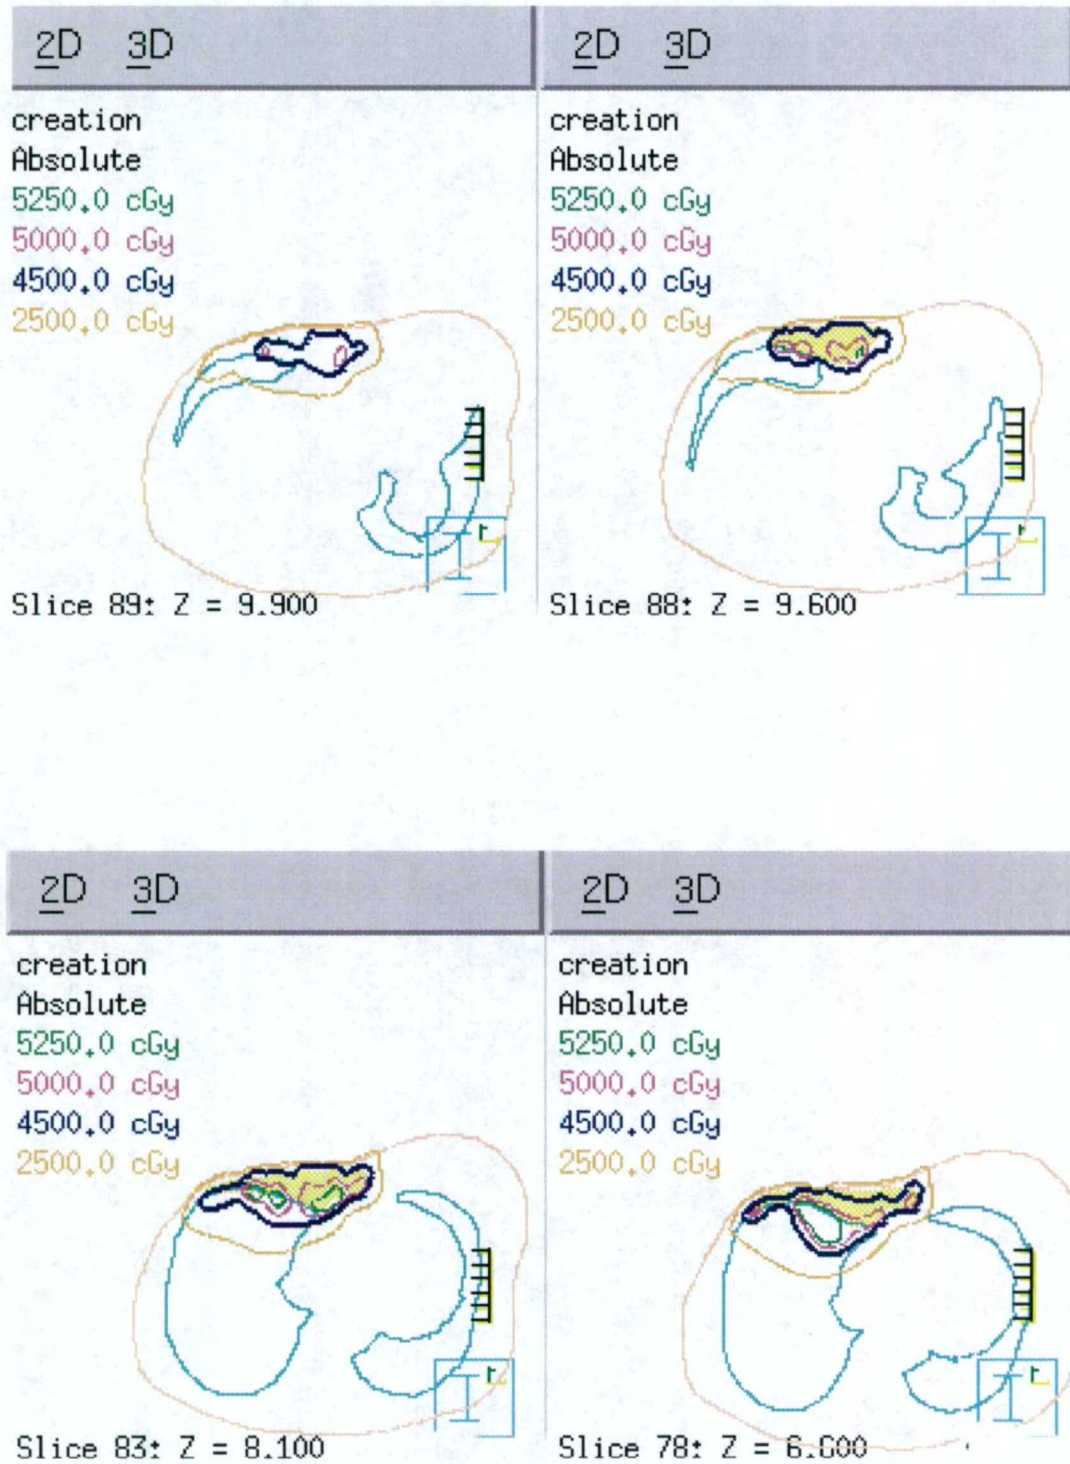 2D 3D
creation
Absolute
5250.0 cGy
5000.0 cGy
4500.0 cGy
2500.0 cGy
Slice 89: Z = 9.900
2D 3D
creation
Absolute
5250.0 cGy
5000.0 cGy
4500.0 cGy
2500.0 cGy
Slice 88: Z = 9.600
2D 3D
creation
Absolute
5250.0 cGy
5000.0 cGy
4500.0 cGy
2500.0 cGy
Slice 83: Z = 8.100
2D 3D
creation
Absolute
5250.0 cGy
5000.0 cGy
4500.0 cGy
2500.0 cGy
Slice 78: Z = 6.600